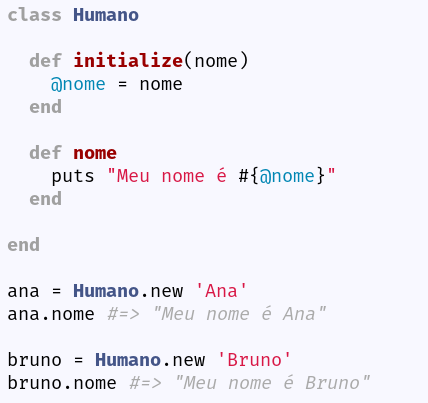 class Humano
def initialize(nome)
@nome = nome
end
def nome
puts "Meu nome é #{@nome}"
end
end
ana = Humano.new 'Ana'
ana.nome #=> "Meu nome é Ana"
bruno = Humano.new 'Bruno'
bruno.nome #=> "Meu nome é Bruno"